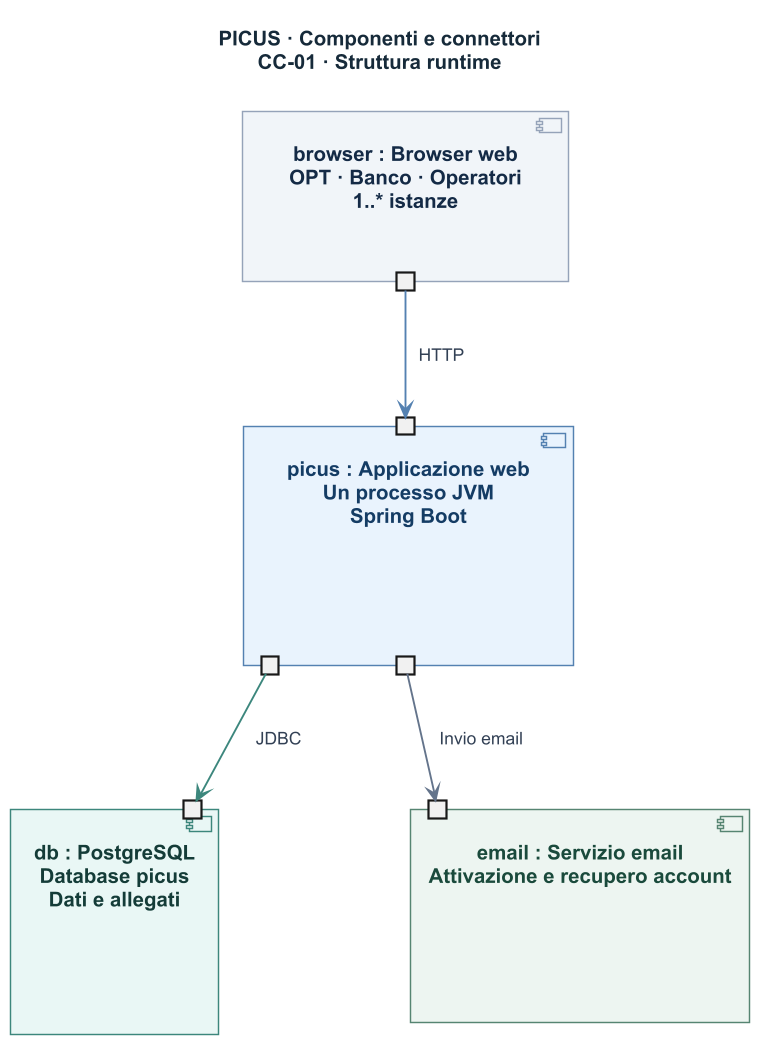 PICUS · Componenti e connettori
CC-01 · Struttura runtime
browser : Browser web
OPT · Banco · Operatori
1..* istanze
HTTP
picus : Applicazione web
Un processo JVM
Spring Boot
JDBC
Invio email
db : PostgreSQL
Database picus
Dati e allegati
email : Servizio email
Attivazione e recupero account